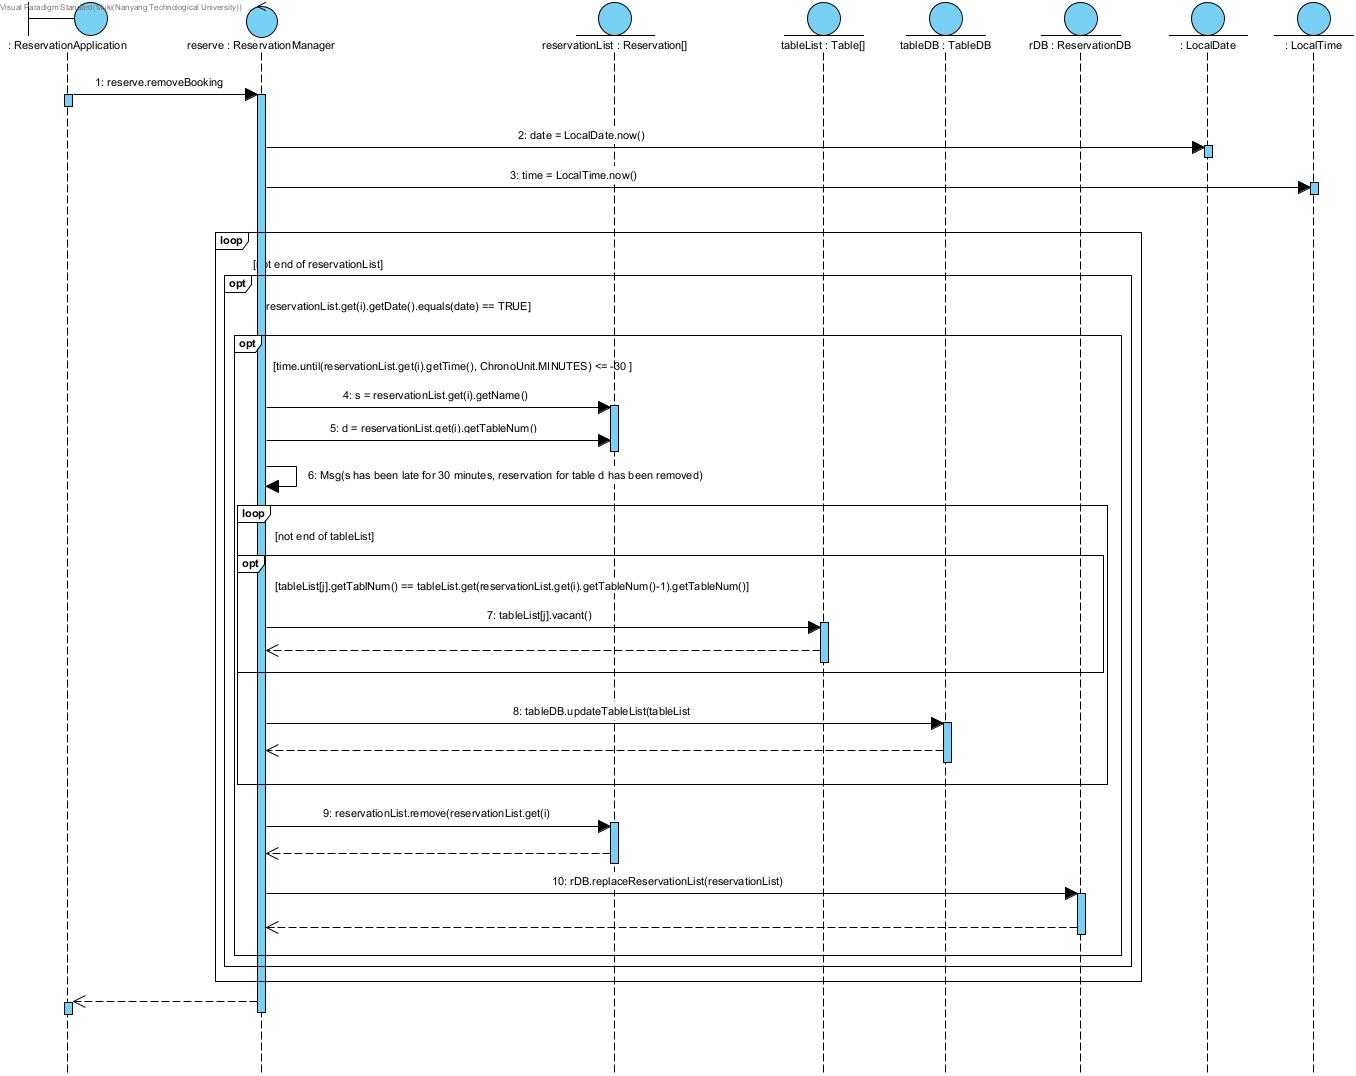 Visual Paradigm Standard(Muki(Nanyang Technological University))
: ReservationApplication
reserve : ReservationManager
reservationList : Reservation[]
tableList : Table[]
tableDB : TableDB
rDB : ReservationDB
: LocalDate
: LocalTime
1: reserve.removeBooking
2: date = LocalDate.now()
3: time = LocalTime.now()
loop
[not end of reservationList]
opt
reservationList.get(i).getDate().equals(date) == TRUE]
opt
[time.until(reservationList.get(i).getTime(), ChronoUnit.MINUTES) <= -30 ]
4: s = reservationList.get(i).getName()
5: d = reservationList.get(i).getTableNum()
6: Msg(s has been late for 30 minutes, reservation for table d has been removed)
loop
[not end of tableList]
opt
[tableList[j].getTablNum() == tableList.get(reservationList.get(i).getTableNum()-1).getTableNum()]
7: tableList[j].vacant()
8: tableDB.updateTableList(tableList
9: reservationList.remove(reservationList.get(i)
10: rDB.replaceReservationList(reservationList)